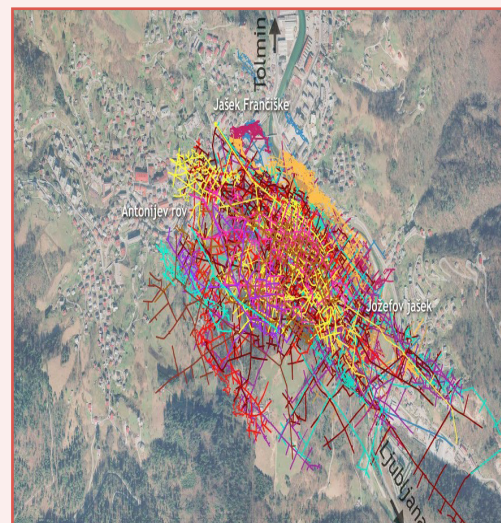 Tolmin
Jašek Frančiške
Antonijev rov
Jožefov jašek
Ljubljana